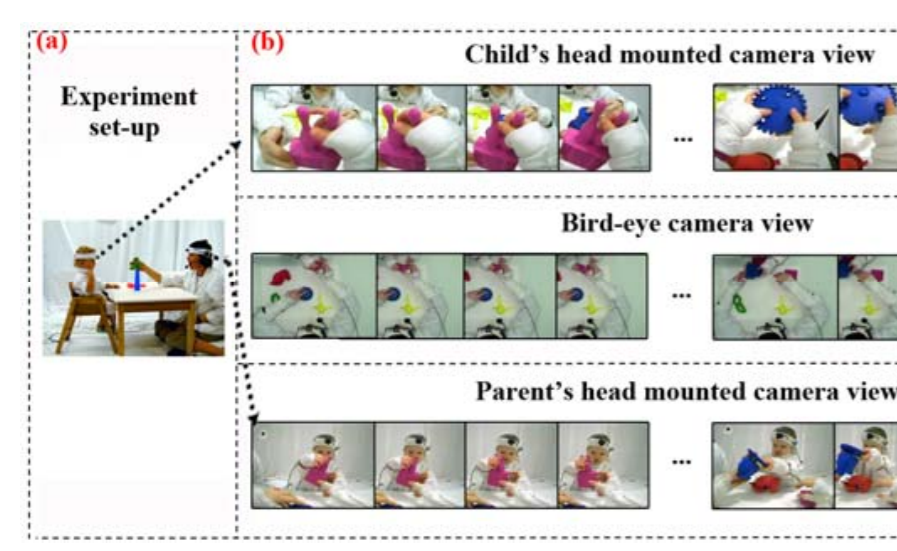 (a)
Experiment
set-up
(b)
Child's head mounted camera view
...
Bird-eye camera view
...
Parent's head mounted camera view
...